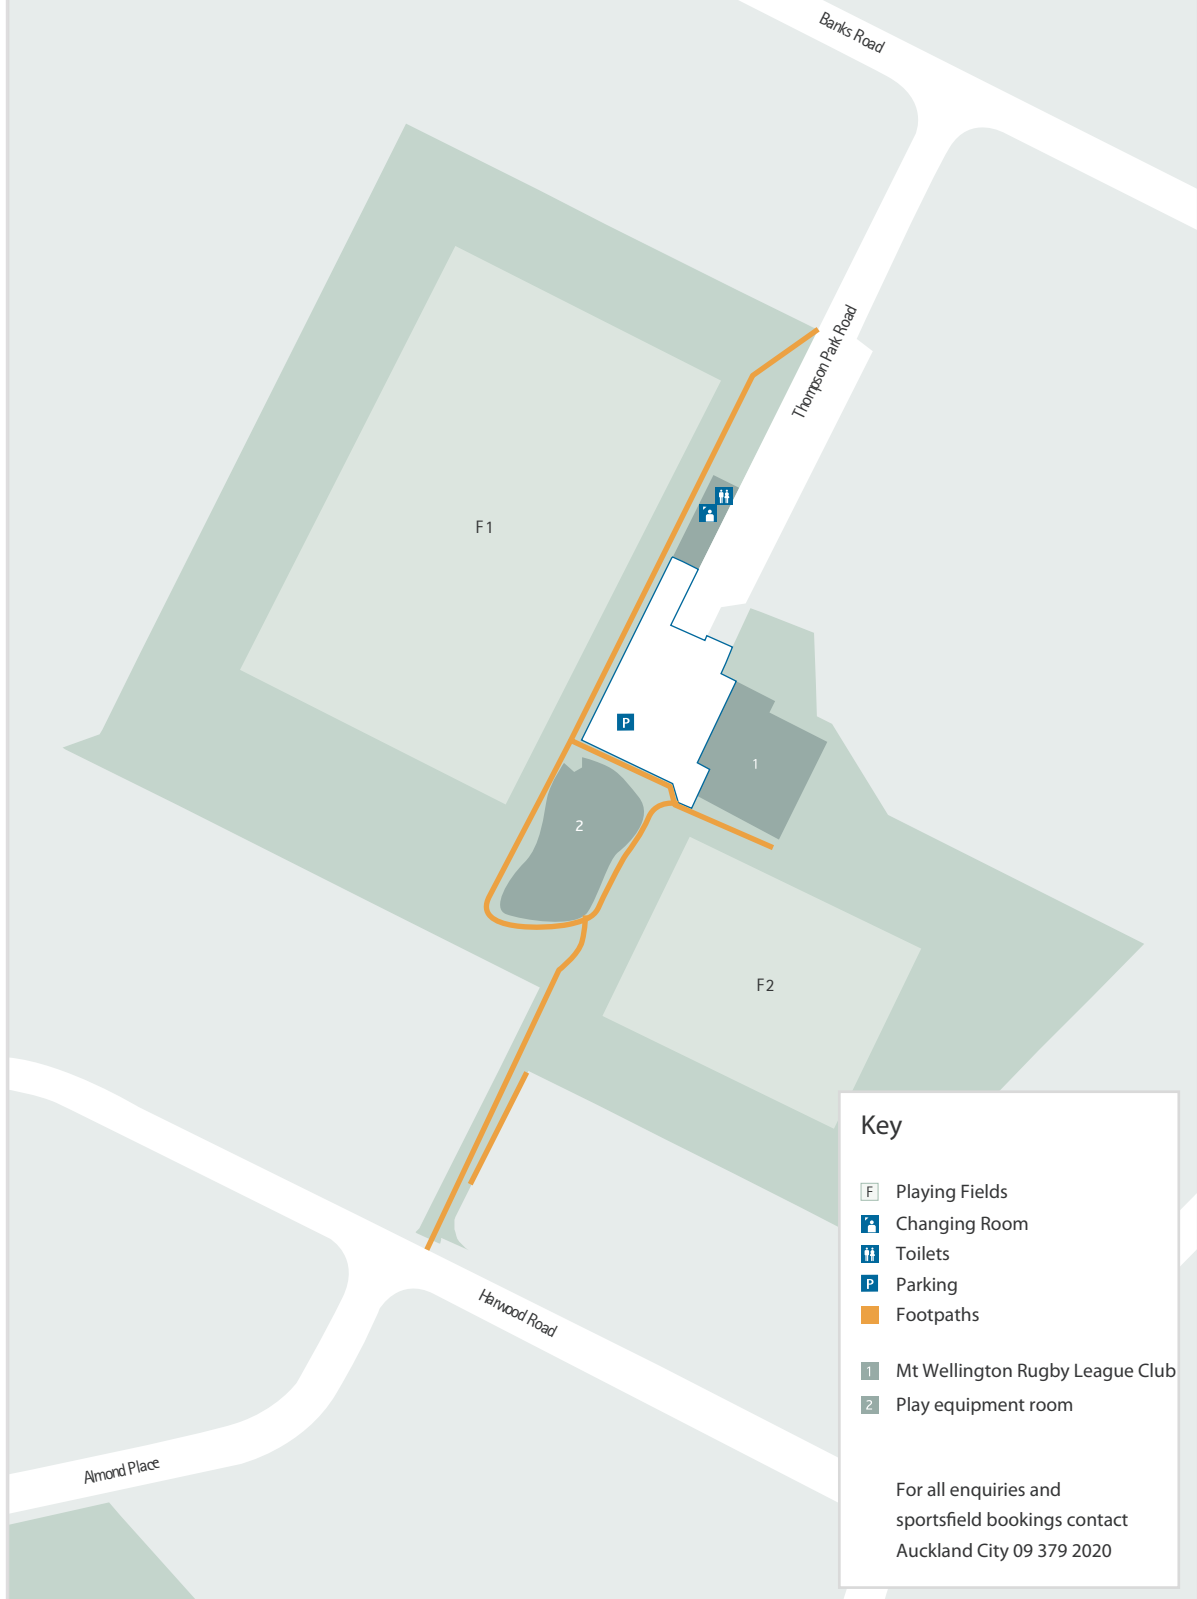 Banks Road
Thompson Park Road
F1
P
1
2
F2
Harwood Road
Almond Place
Key
F Playing Fields
Changing Room
Toilets
P Parking
Footpaths
1 Mt Wellington Rugby League Club
2 Play equipment room
For all enquiries and
sportsfield bookings contact
Auckland City 09 379 2020